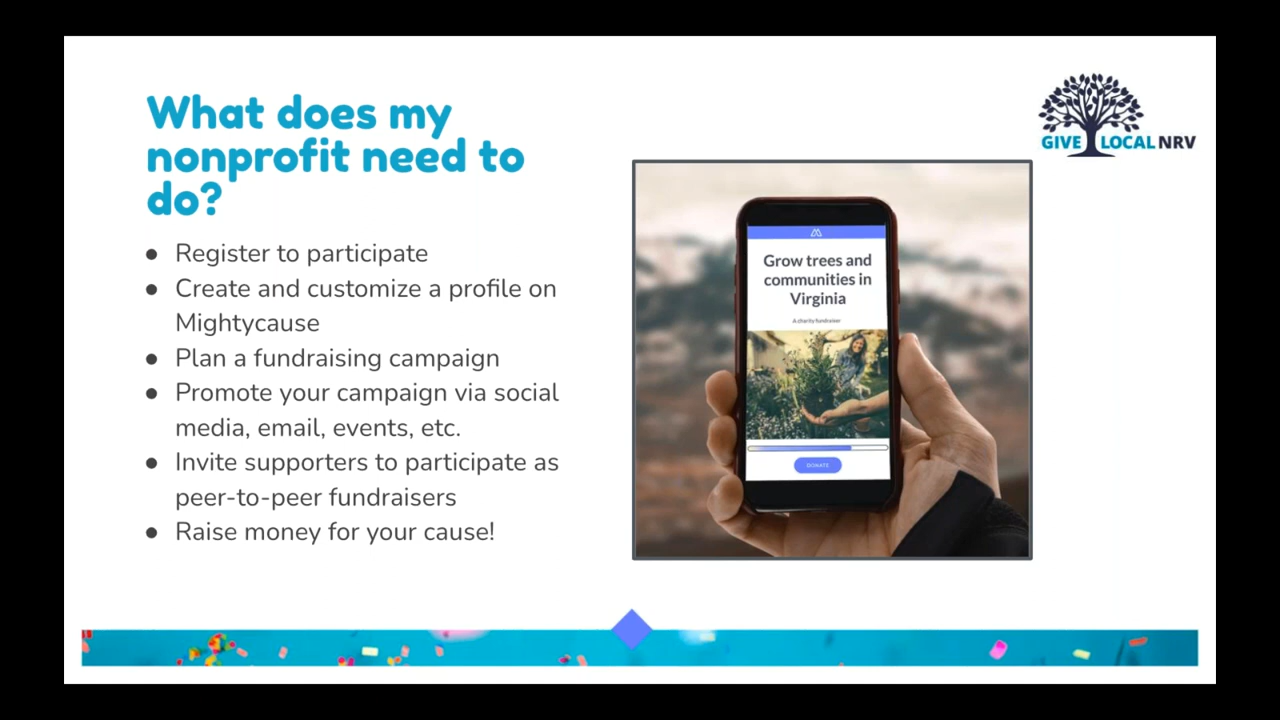 What does my
nonprofit need to
do?
● Register to participate
● Create and customize a profile on
Mightycause
● Plan a fundraising campaign
● Promote your campaign via social
media, email, events, etc.
● Invite supporters to participate as
peer-to-peer fundraisers
● Raise money for your cause!
GIVE LOCAL NRV
Grow trees and
communities in
Virginia
A charity fundraiser
DONATE